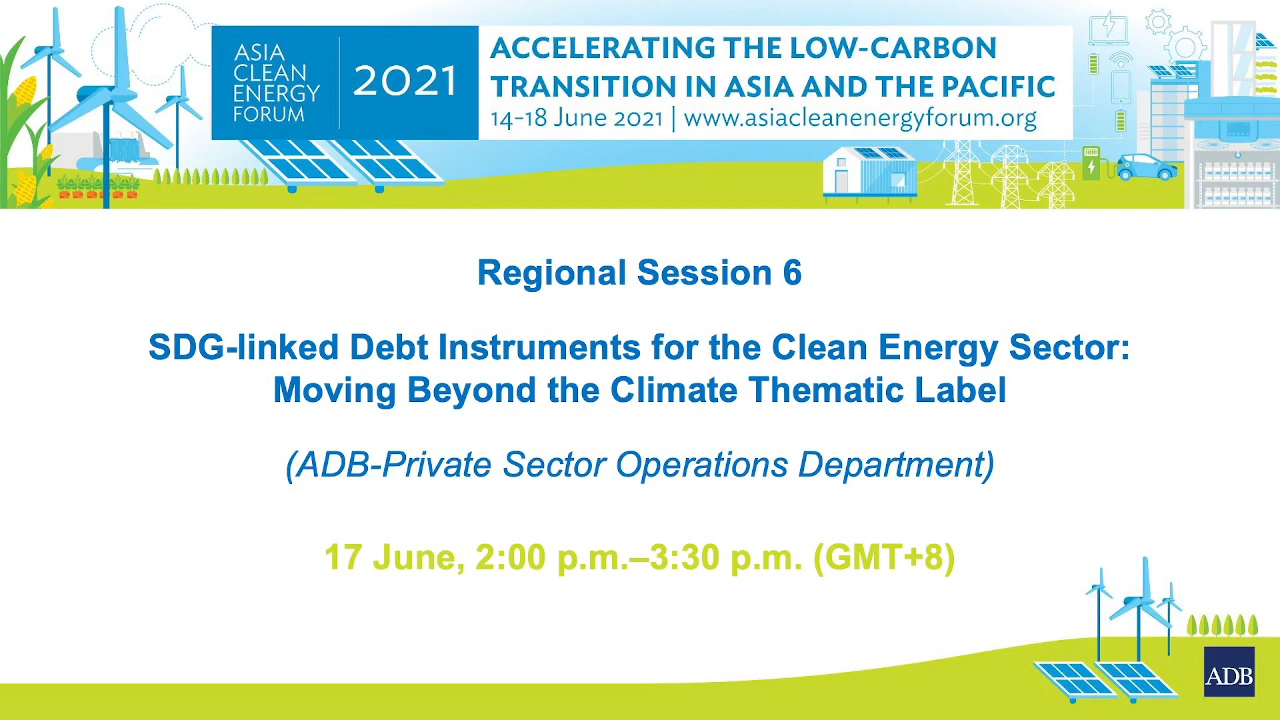 ASIA
CLEAN
ENERGY
FORUM
2021
ACCELERATING THE LOW-CARBON
TRANSITION IN ASIA AND THE PACIFIC
14-18 June 2021 | www.asiacleanenergyforum.org
Regional Session 6
SDG-linked Debt Instruments for the Clean Energy Sector:
Moving Beyond the Climate Thematic Label
(ADB-Private Sector Operations Department)
17 June, 2:00 p.m.–3:30 p.m. (GMT+8)
ADB